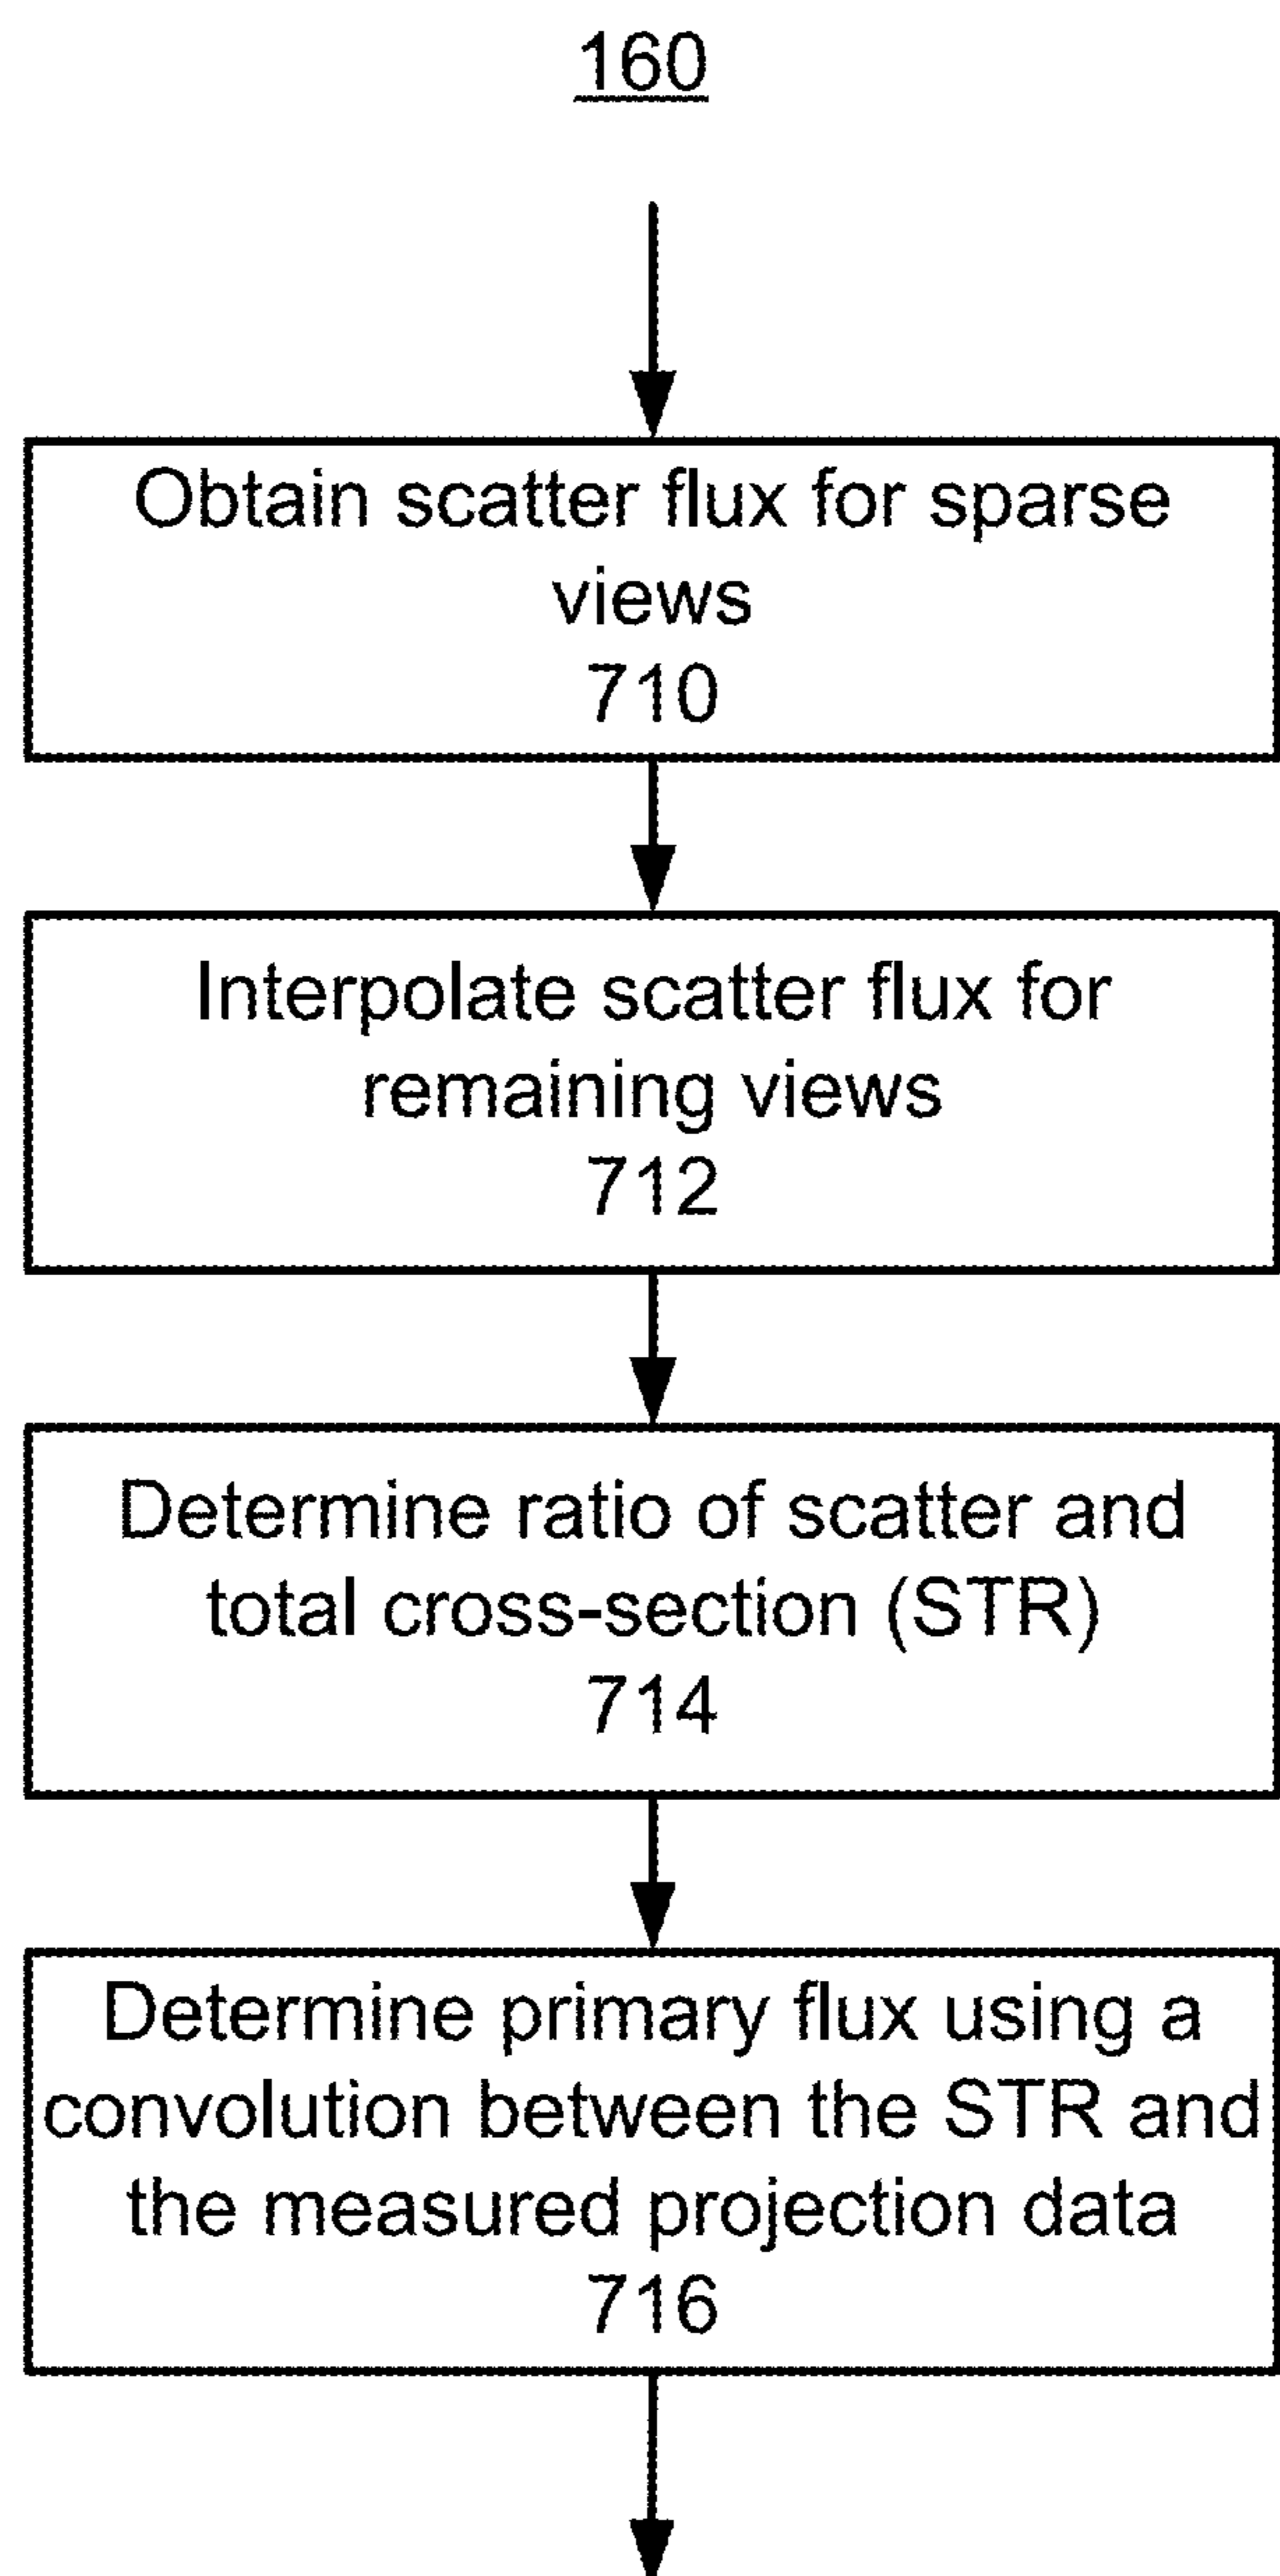 160
Obtain scatter flux for sparse
views
710
Interpolate scatter flux for
remaining views
712
Determine ratio of scatter and
total cross-section (STR)
714
Determine primary flux using a
convolution between the STR and
the measured projection data
716